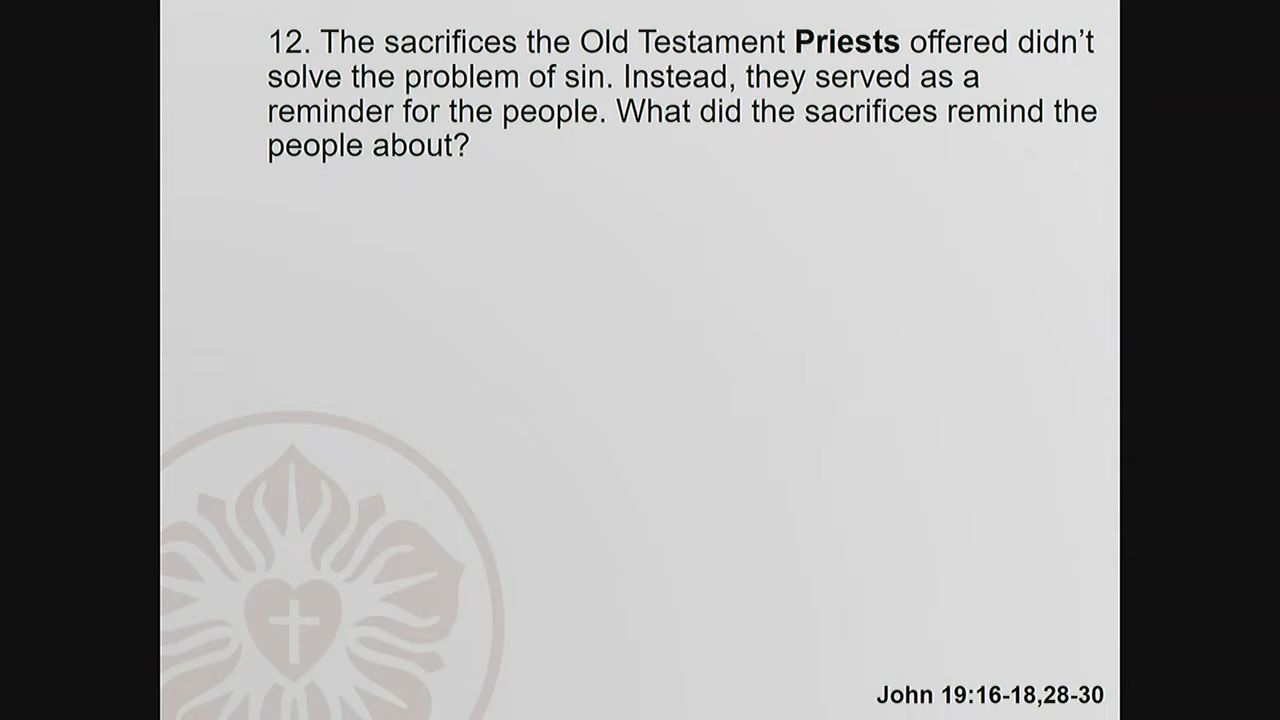 12. The sacrifices the Old Testament Priests offered didn’t
solve the problem of sin. Instead, they served as a
reminder for the people. What did the sacrifices remind the
people about?
John 19:16-18,28-30